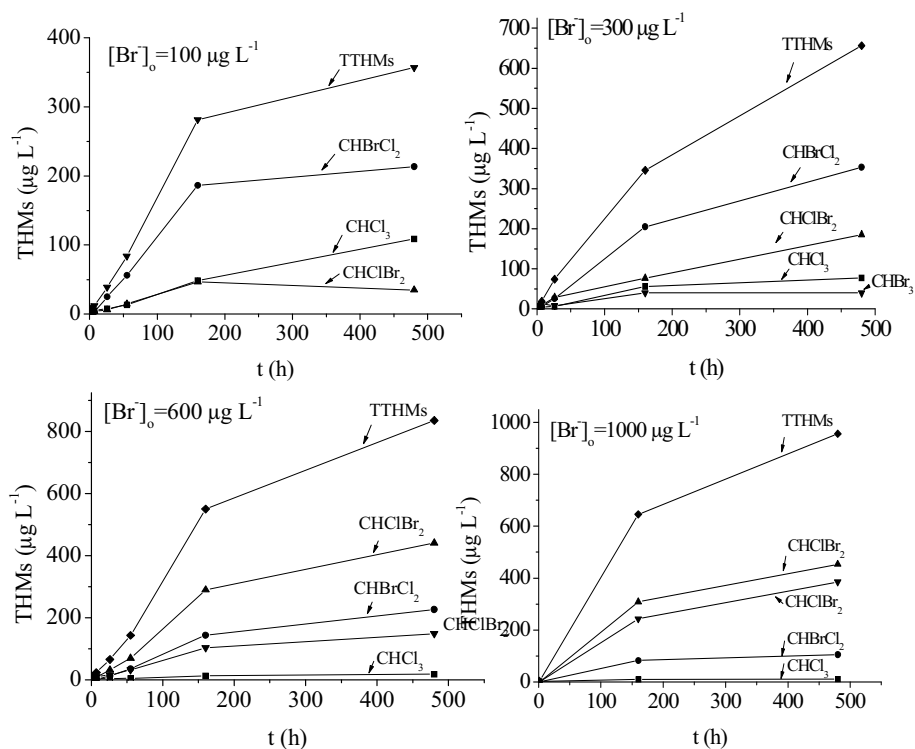 [Br⁻]ₒ=100 µg L⁻¹
400
300
200
100
0
THMs (µg L⁻¹)
TTHMs
CHBrCl₂
CHCl₃
CHClBr₂
0 100 200 300 400 500
t (h)
[Br⁻]ₒ=300 µg L⁻¹
700
600
500
400
300
200
100
0
THMs (µg L⁻¹)
TTHMs
CHBrCl₂
CHClBr₂
CHCl₃
CHBr₃
0 100 200 300 400 500
t (h)
[Br⁻]ₒ=600 µg L⁻¹
800
600
400
200
0
THMs (µg L⁻¹)
TTHMs
CHClBr₂
CHBrCl₂
CHClBr₂
CHCl₃
0 100 200 300 400 500
t (h)
[Br⁻]ₒ=1000 µg L⁻¹
1000
800
600
400
200
0
THMs (µg L⁻¹)
TTHMs
CHClBr₂
CHClBr₂
CHBrCl₂
CHCl₃
0 100 200 300 400 500
t (h)